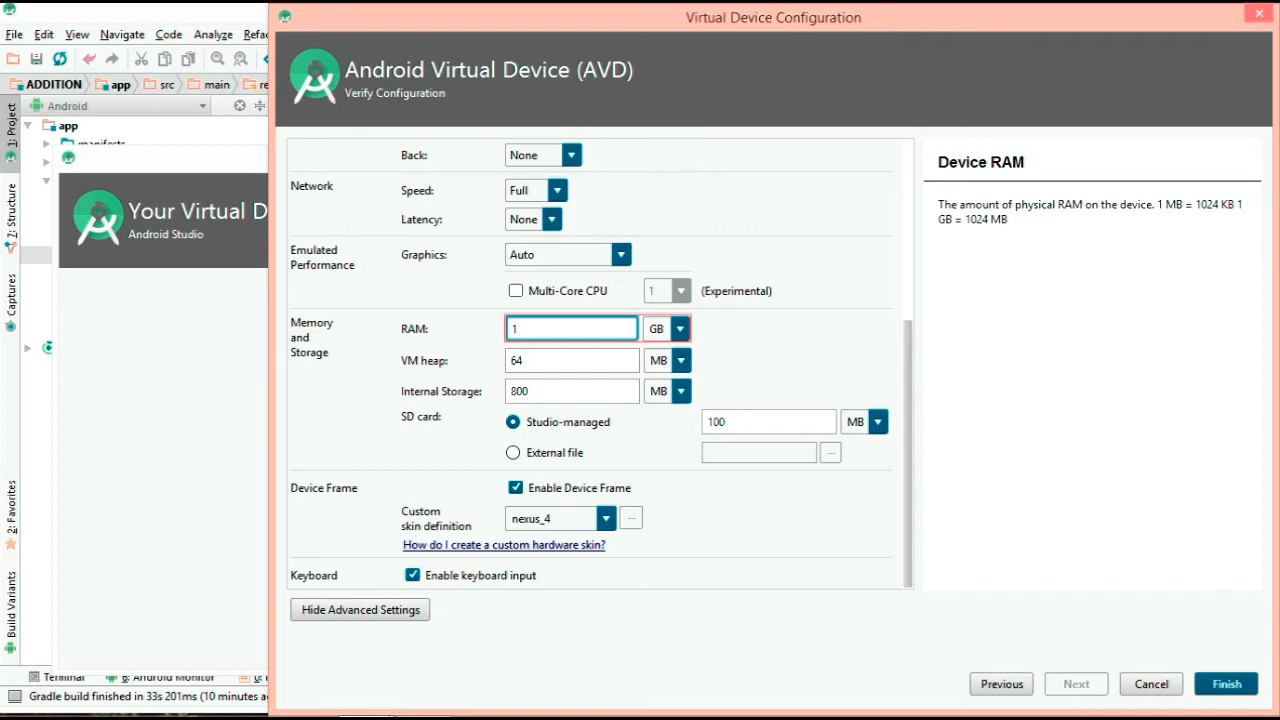 Virtual Device Configuration
File Edit View Navigate Code Analyze Refac
ADDITION app src main re
Android
1: Project
app
manifests
Z: Structure
Captures
2: Favorites
Build Variants
Your Virtual D
Android Studio
Terminal
6: Android Monitor
0:
Gradle build finished in 33s 201ms (10 minutes a
Android Virtual Device (AVD)
Verify Configuration
Back: None
Network
Speed: Full
Latency: None
Emulated
Performance
Graphics: Auto
Multi-Core CPU 1 (Experimental)
Memory
and
Storage
RAM: 1 GB
VM heap: 64 MB
Internal Storage: 800 MB
SD card:
Studio-managed 100 MB
External file ...
Device Frame
Enable Device Frame
Custom
skin definition
nexus_4 ...
How do I create a custom hardware skin?
Keyboard
Enable keyboard input
Hide Advanced Settings
Device RAM
The amount of physical RAM on the device. 1 MB = 1024 KB 1
GB = 1024 MB
Previous Next Cancel Finish